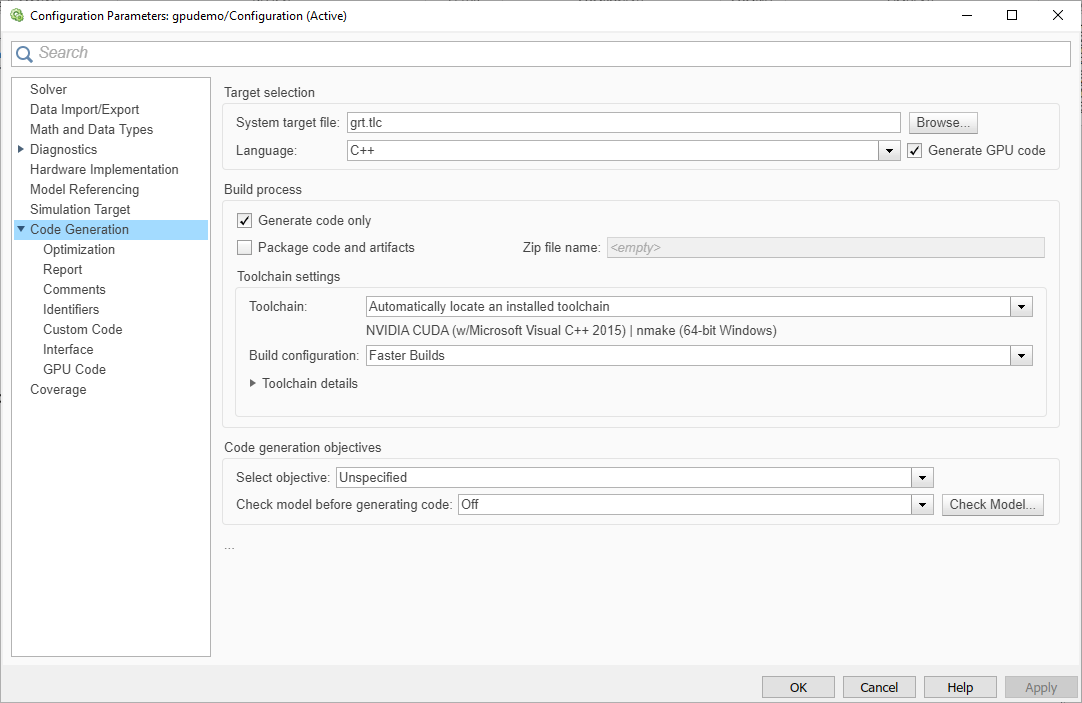 Configuration Parameters: gpudemo/Configuration (Active)
Search
Solver
Data Import/Export
Math and Data Types
Diagnostics
Hardware Implementation
Model Referencing
Simulation Target
Code Generation
Optimization
Report
Comments
Identifiers
Custom Code
Interface
GPU Code
Coverage
Target selection
System target file: grt.tlc Browse...
Language: C++ Generate GPU code
Build process
Generate code only
Package code and artifacts Zip file name: <empty>
Toolchain settings
Toolchain: Automatically locate an installed toolchain
NVIDIA CUDA (w/Microsoft Visual C++ 2015) | nmake (64-bit Windows)
Build configuration: Faster Builds
Toolchain details
Code generation objectives
Select objective: Unspecified
Check model before generating code: Off Check Model...
...
OK Cancel Help Apply